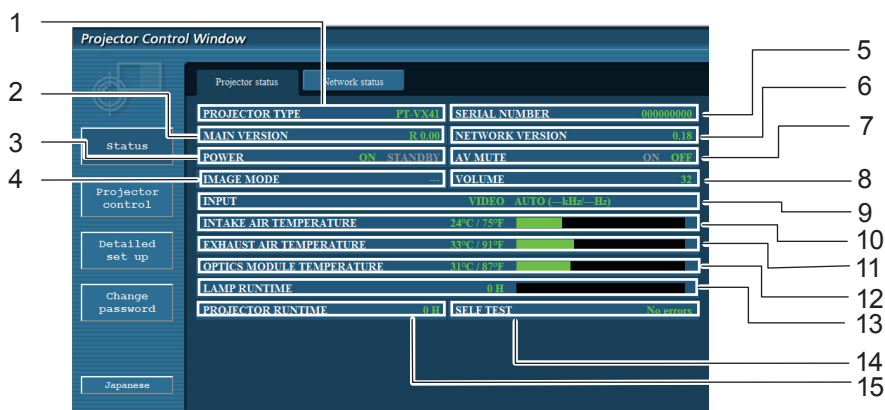 Projector Control Window
Projector status
Network status
PROJECTOR TYPE PT-VX41
SERIAL NUMBER 000000000
MAIN VERSION R 0.00
NETWORK VERSION 0.18
POWER ON STANDBY
AV MUTE ON OFF
IMAGE MODE —
VOLUME 32
INPUT VIDEO AUTO (—kHz/—Hz)
INTAKE AIR TEMPERATURE 24°C / 75°F
EXHAUST AIR TEMPERATURE 33°C / 91°F
OPTICS MODULE TEMPERATURE 31°C / 87°F
LAMP RUNTIME 0 H
PROJECTOR RUNTIME 0 H
SELF TEST No errors
Status
Projector
control
Detailed
set up
Change
password
Japanese
1
2
3
4
5
6
7
8
9
10
11
12
13
14
15